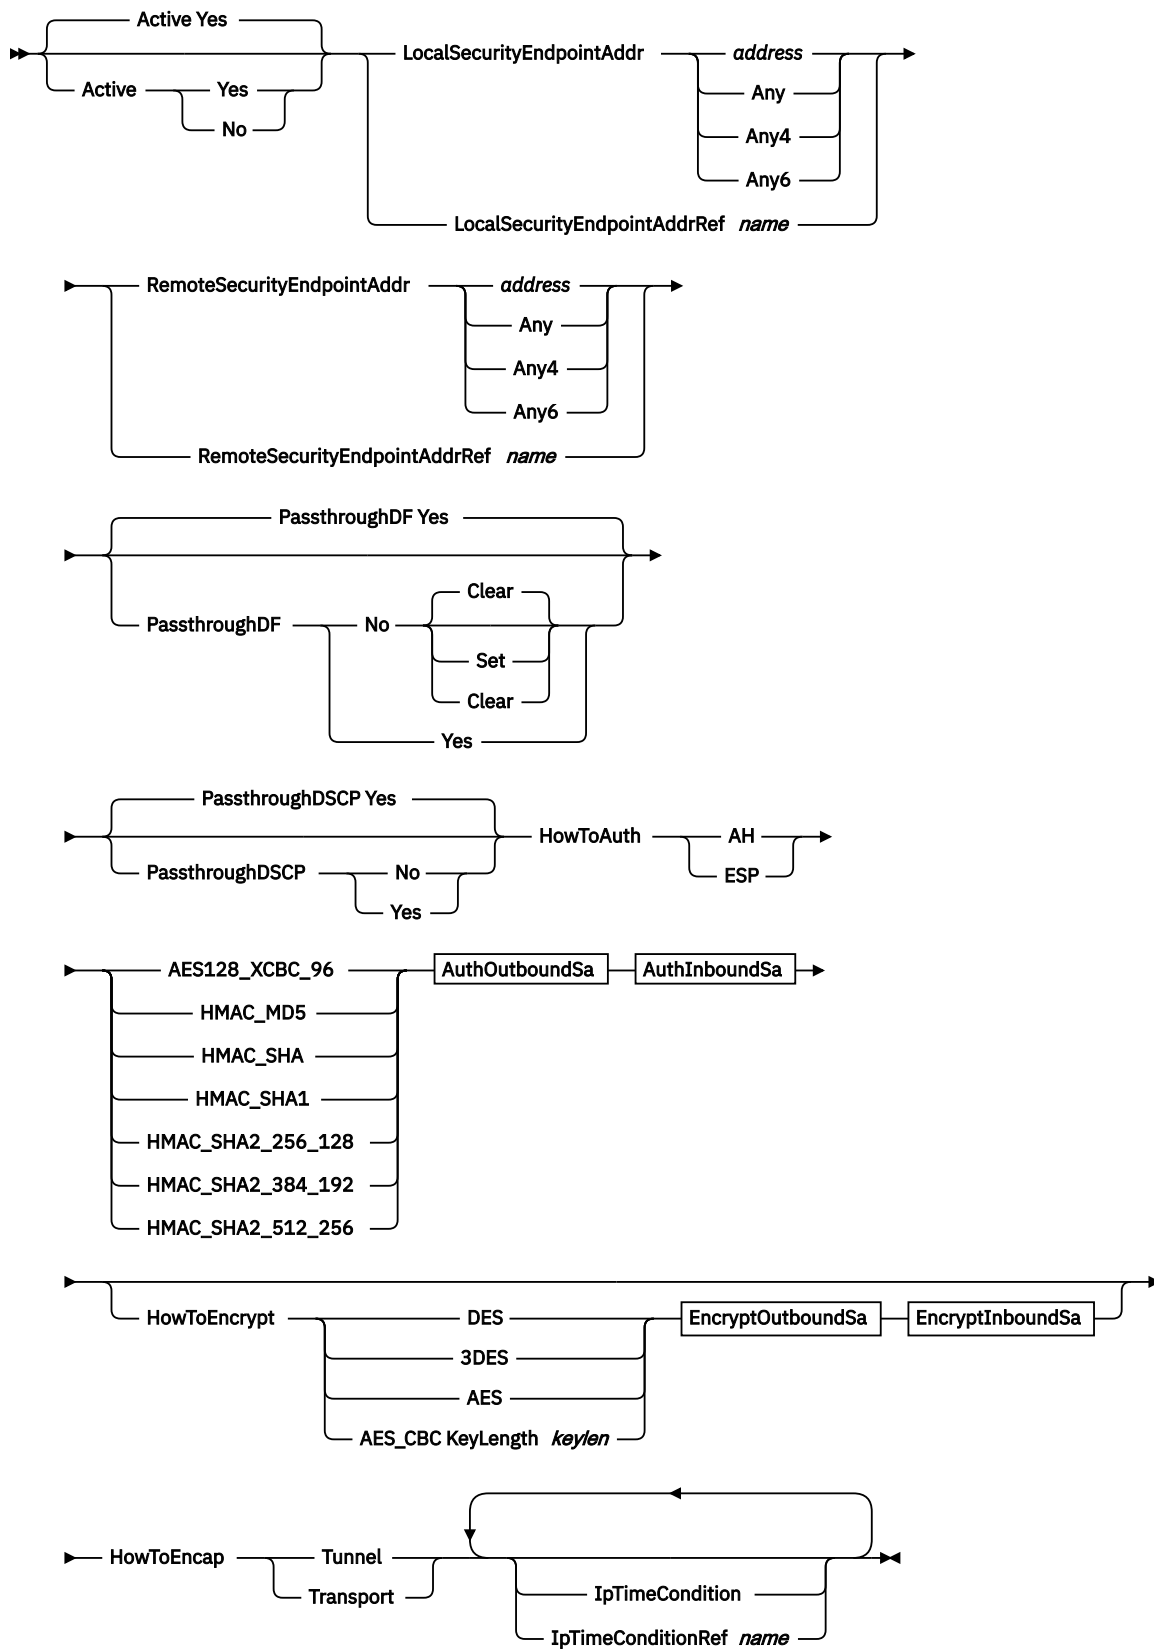 Active Yes
Active Yes
No
LocalSecurityEndpointAddr address
Any
Any4
Any6
LocalSecurityEndpointAddrRef name
RemoteSecurityEndpointAddr address
Any
Any4
Any6
RemoteSecurityEndpointAddrRef name
PassthroughDF Yes
PassthroughDF No
Clear
Set
Clear
Yes
PassthroughDSCP Yes
PassthroughDSCP No
Yes
HowToAuth AH
ESP
AES128_XCBC_96
HMAC_MD5
HMAC_SHA
HMAC_SHA1
HMAC_SHA2_256_128
HMAC_SHA2_384_192
HMAC_SHA2_512_256
AuthOutboundSa
AuthInboundSa
HowToEncrypt DES
3DES
AES
AES_CBC KeyLength keylen
EncryptOutboundSa
EncryptInboundSa
HowToEncap Tunnel
Transport
IpTimeCondition
IpTimeConditionRef name